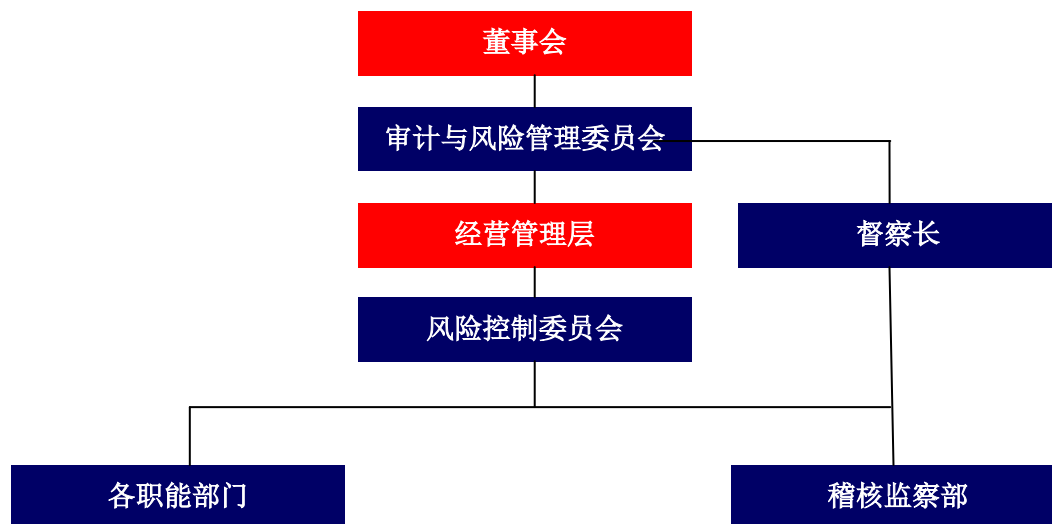 董事会
审计与风险管理委员会
经营管理层
督察长
风险控制委员会
各职能部门
稽核监察部